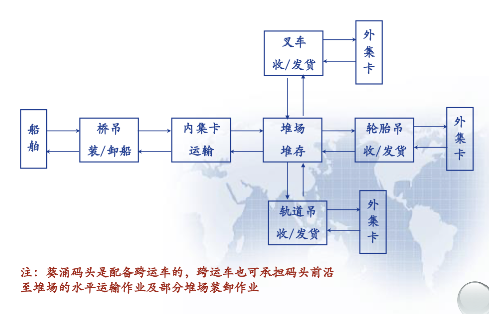 叉车
收/发货
外
集
卡
船
舶
桥吊
装/卸船
内集卡
运输
堆场
堆存
轮胎吊
收/发货
外
集
卡
轨道吊
收/发货
外
集
卡
注：葵涌码头是配备跨运车的，跨运车也可承担码头前沿
至堆场的水平运输作业及部分堆场装卸作业